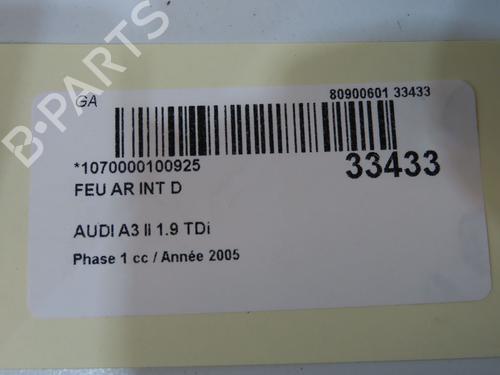 B-PARTS
GA
80900601 33433
*1070000100925
33433
FEU AR INT D
AUDI A3 II 1.9 TDi
Phase 1 cc / Année 2005